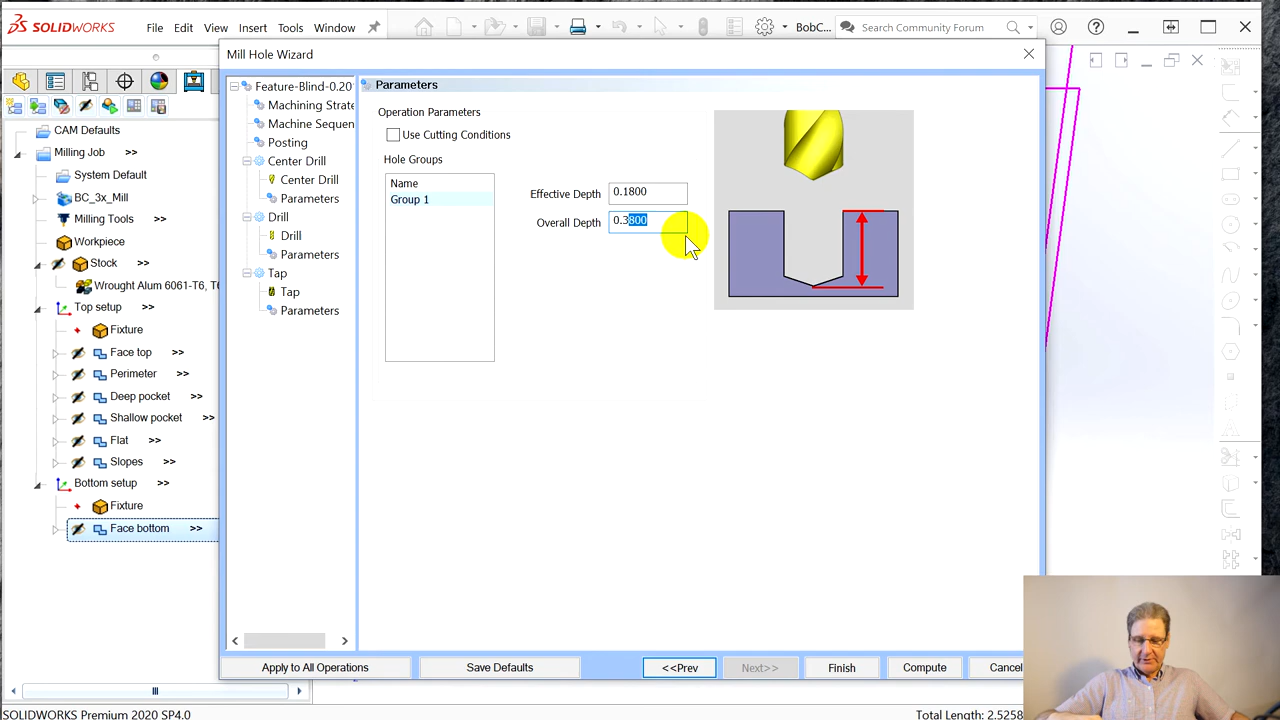 SOLIDWORKS File Edit View Insert Tools Window BobC... Search Community Forum
Mill Hole Wizard
CAM Defaults
Milling Job >>
System Default
BC_3x_Mill >>
Milling Tools >>
Workpiece
Stock >>
Wrought Alum 6061-T6, T6
Top setup >>
Fixture
Face top >>
Perimeter >>
Deep pocket >>
Shallow pocket >>
Flat >>
Slopes >>
Bottom setup >>
Fixture
Face bottom >>
Feature-Blind-0.20
Machining Strate
Machine Sequen
Posting
Center Drill
Center Drill
Parameters
Drill
Drill
Parameters
Tap
Tap
Parameters
Parameters
Operation Parameters
Use Cutting Conditions
Hole Groups
Name
Group 1
Effective Depth 0.1800
Overall Depth 0.3800
Apply to All Operations Save Defaults <<Prev Next>> Finish Compute Cancel
SOLIDWORKS Premium 2020 SP4.0 Total Length: 2.5258